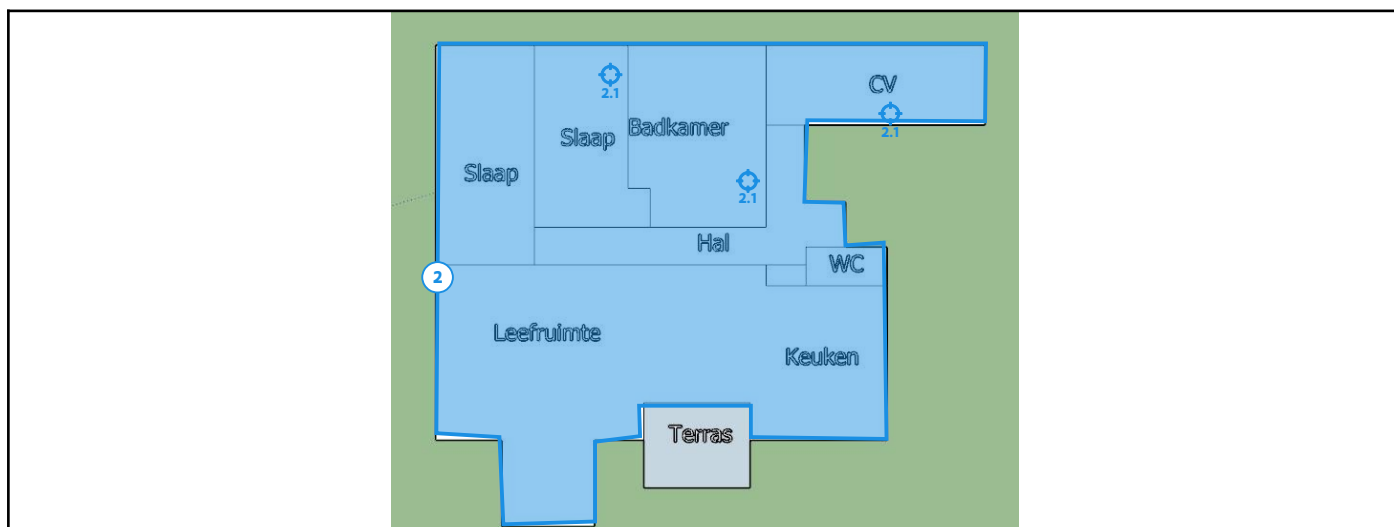 2.1
CV
2.1
Slaap
Badkamer
Slaap
2.1
Hal
WC
2
Leefruimte
Keuken
Terras